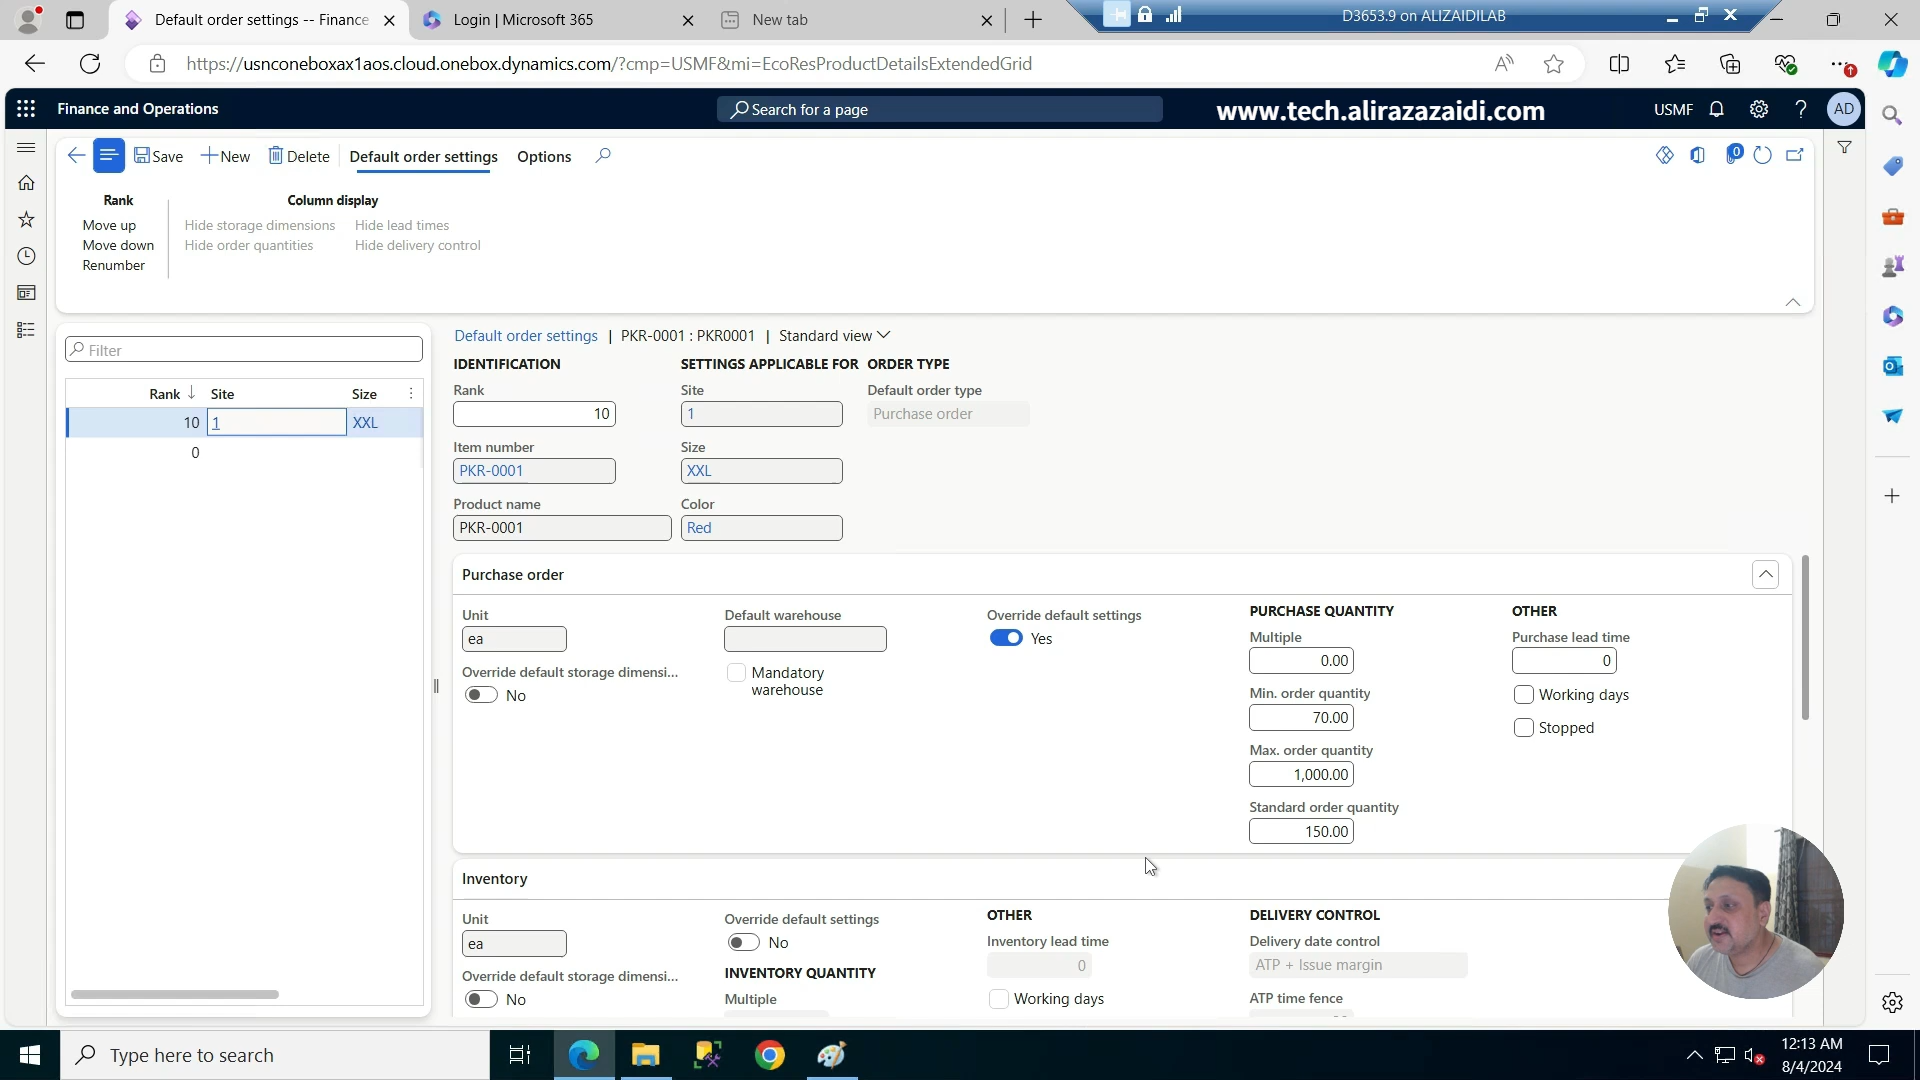 Default order settings -- Finance
Login | Microsoft 365
New tab
D3653.9 on ALIZAIDILAB
https://usnconeboxax1aos.cloud.onebox.dynamics.com/?cmp=USMF&mi=EcoResProductDetailsExtendedGrid
Finance and Operations
Search for a page
www.tech.alirazazaidi.com
USMF
AD
Save
New
Delete
Default order settings
Options
0
Rank
Column display
Move up
Hide storage dimensions
Hide lead times
Move down
Hide order quantities
Hide delivery control
Renumber
Filter
Rank
Site
Size
10
1
XXL
0
Default order settings | PKR-0001 : PKR0001 | Standard view
IDENTIFICATION
SETTINGS APPLICABLE FOR
ORDER TYPE
Rank
Site
Default order type
10
1
Purchase order
Item number
Size
PKR-0001
XXL
Product name
Color
PKR-0001
Red
Purchase order
Unit
ea
Override default storage dimensi...
No
Default warehouse
Mandatory
warehouse
Override default settings
Yes
PURCHASE QUANTITY
Multiple
0.00
Min. order quantity
70.00
Max. order quantity
1,000.00
Standard order quantity
150.00
OTHER
Purchase lead time
0
Working days
Stopped
Inventory
Unit
ea
Override default storage dimensi...
No
Override default settings
No
INVENTORY QUANTITY
Multiple
OTHER
Inventory lead time
0
Working days
DELIVERY CONTROL
Delivery date control
ATP + Issue margin
ATP time fence
Type here to search
12:13 AM
8/4/2024